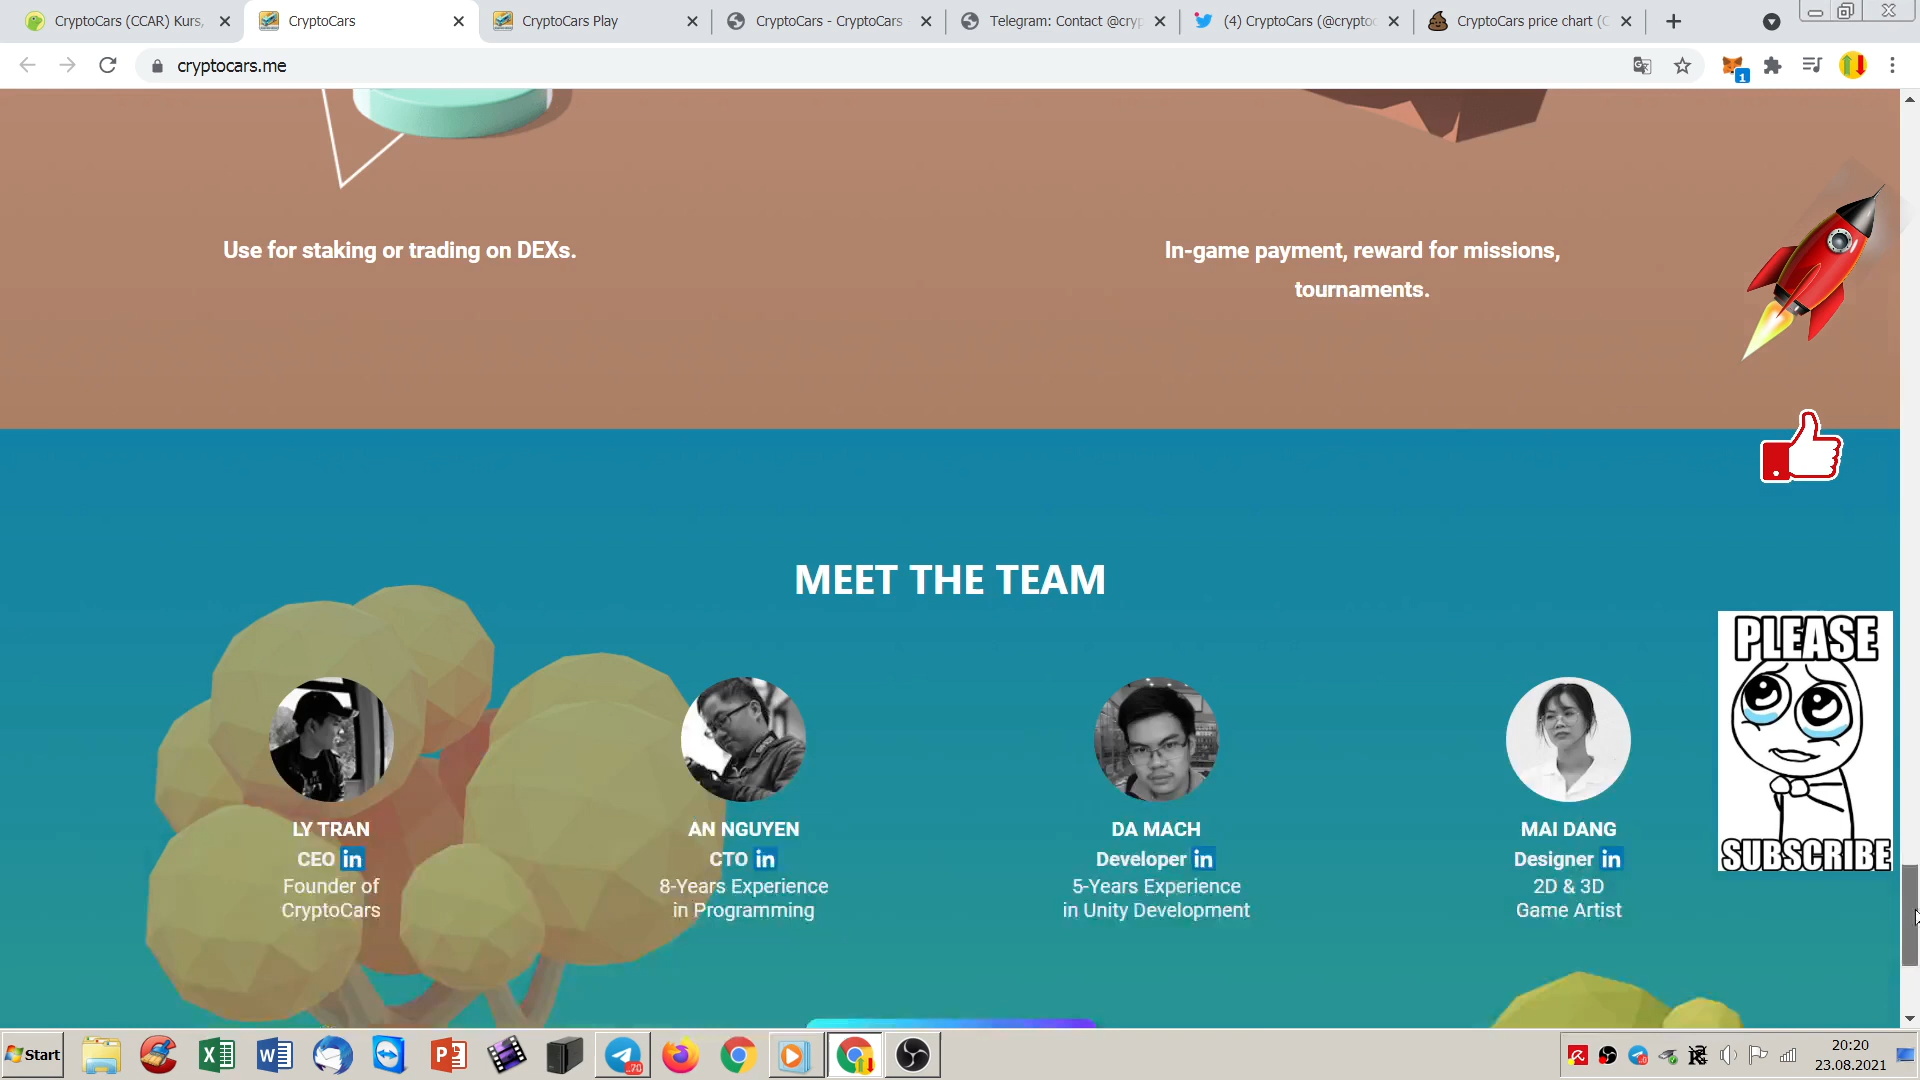 CryptoCars (CCAR) Kurs,
CryptoCars
CryptoCars Play
CryptoCars - CryptoCars
Telegram: Contact @cryp
(4) CryptoCars (@cryptoc
CryptoCars price chart (C
cryptocars.me
1
Use for staking or trading on DEXs.
In-game payment, reward for missions,
tournaments.
MEET THE TEAM
PLEASE
SUBSCRIBE
LY TRAN
CEO in
Founder of
CryptoCars
AN NGUYEN
CTO in
8-Years Experience
in Programming
DA MACH
Developer in
5-Years Experience
in Unity Development
MAI DANG
Designer in
2D & 3D
Game Artist
Start
20:20
23.08.2021